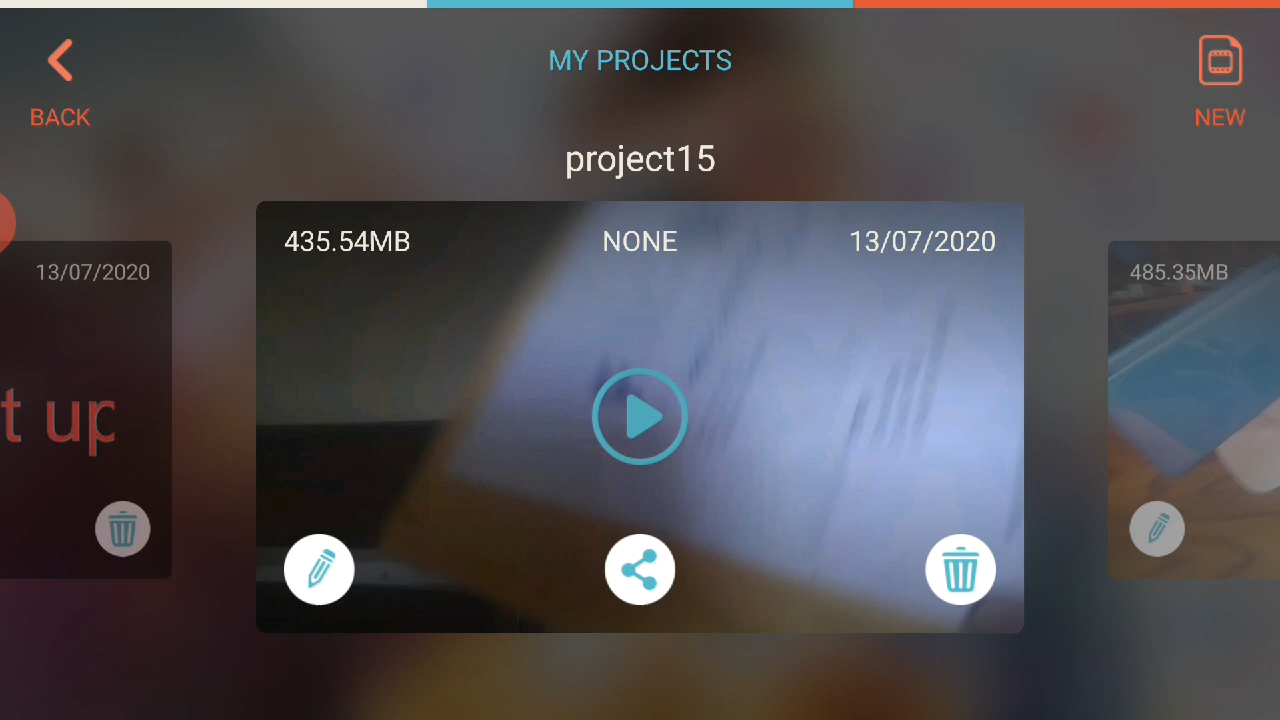 MY PROJECTS
BACK
NEW
project15
435.54MB
NONE
13/07/2020
13/07/2020
485.35MB
t up